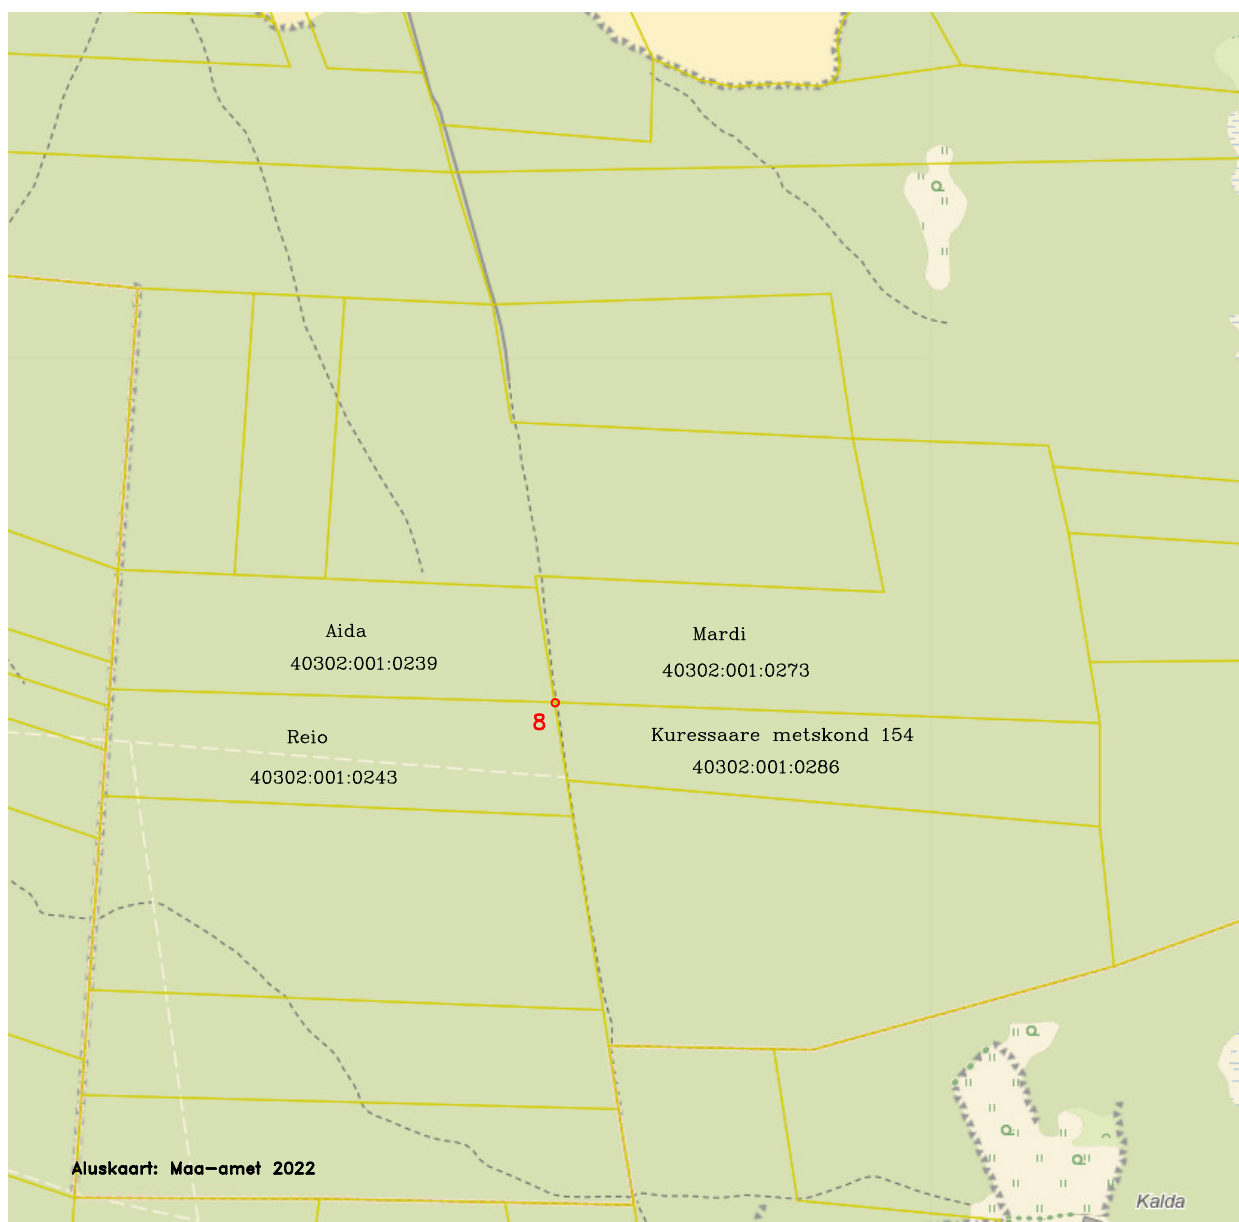 Aida
40302:001:0239
Mardi
40302:001:0273
8
Reio
40302:001:0243
Kuressaare metskond 154
40302:001:0286
Aluskaart: Maa-amet 2022
Kalda